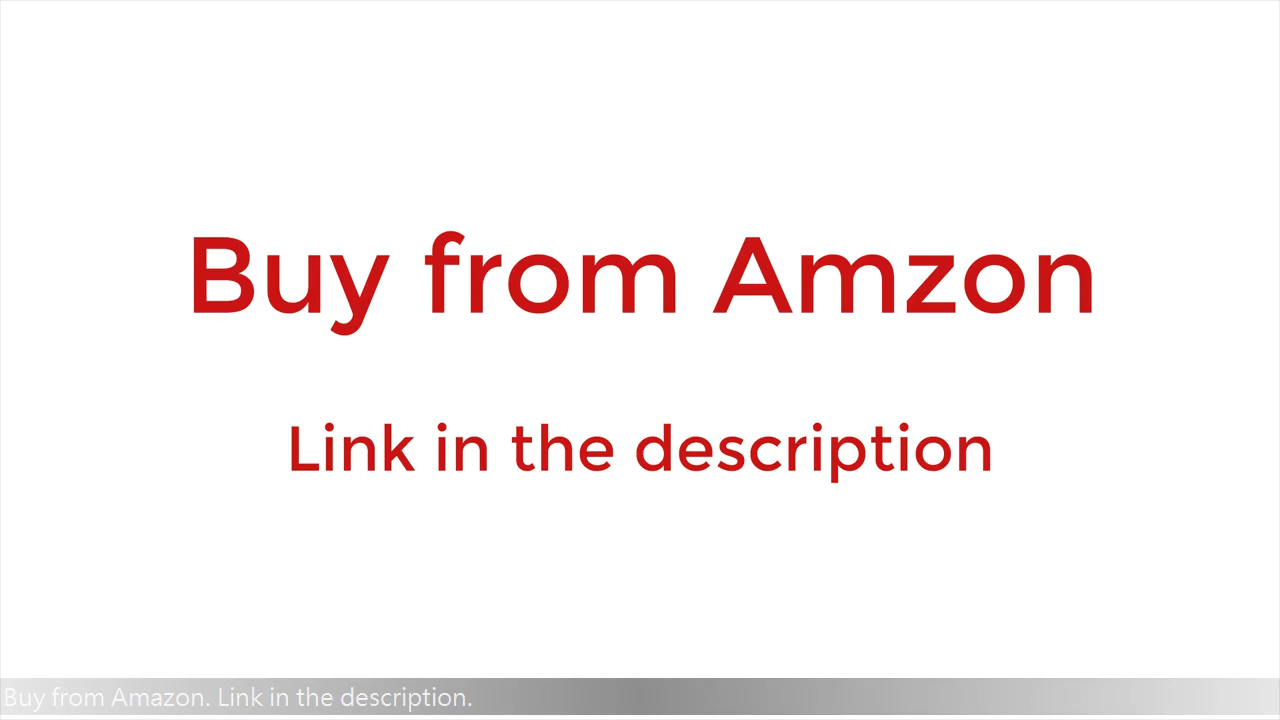 Buy from Amzon
Link in the description
Buy from Amazon. Link in the description.